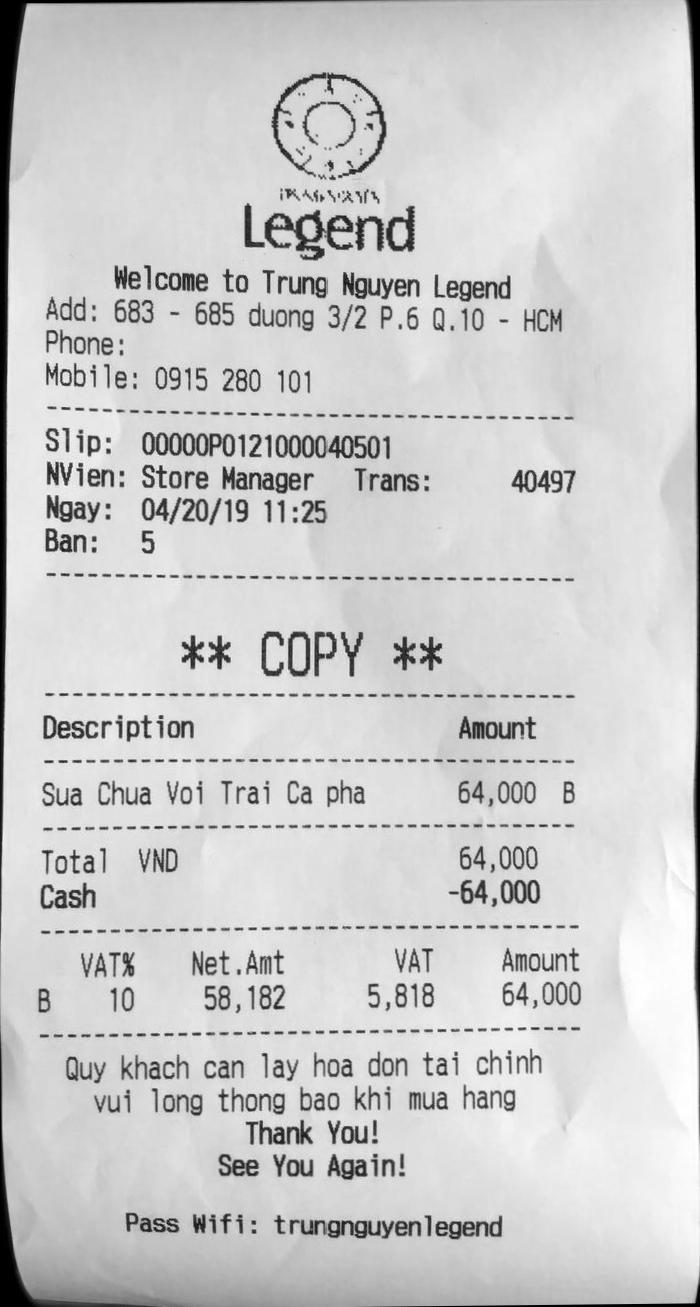 Legend
Welcome to Trung Nguyen Legend
Add: 683 - 685 duong 3/2 P.6 Q.10 - HCM
Phone:
Mobile: 0915 280 101
Slip: 00000P0121000040501
NVien: Store Manager Trans: 40497
Ngay: 04/20/19 11:25
Ban: 5
** COPY **
Description Amount
Sua Chua Voi Trai Ca pha 64,000 B
Total VND 64,000
Cash -64,000
VAT% Net.Amt VAT Amount
B 10 58,182 5,818 64,000
Quy khach can lay hoa don tai chinh
vui long thong bao khi mua hang
Thank You!
See You Again!
Pass Wifi: trungnguyenlegend